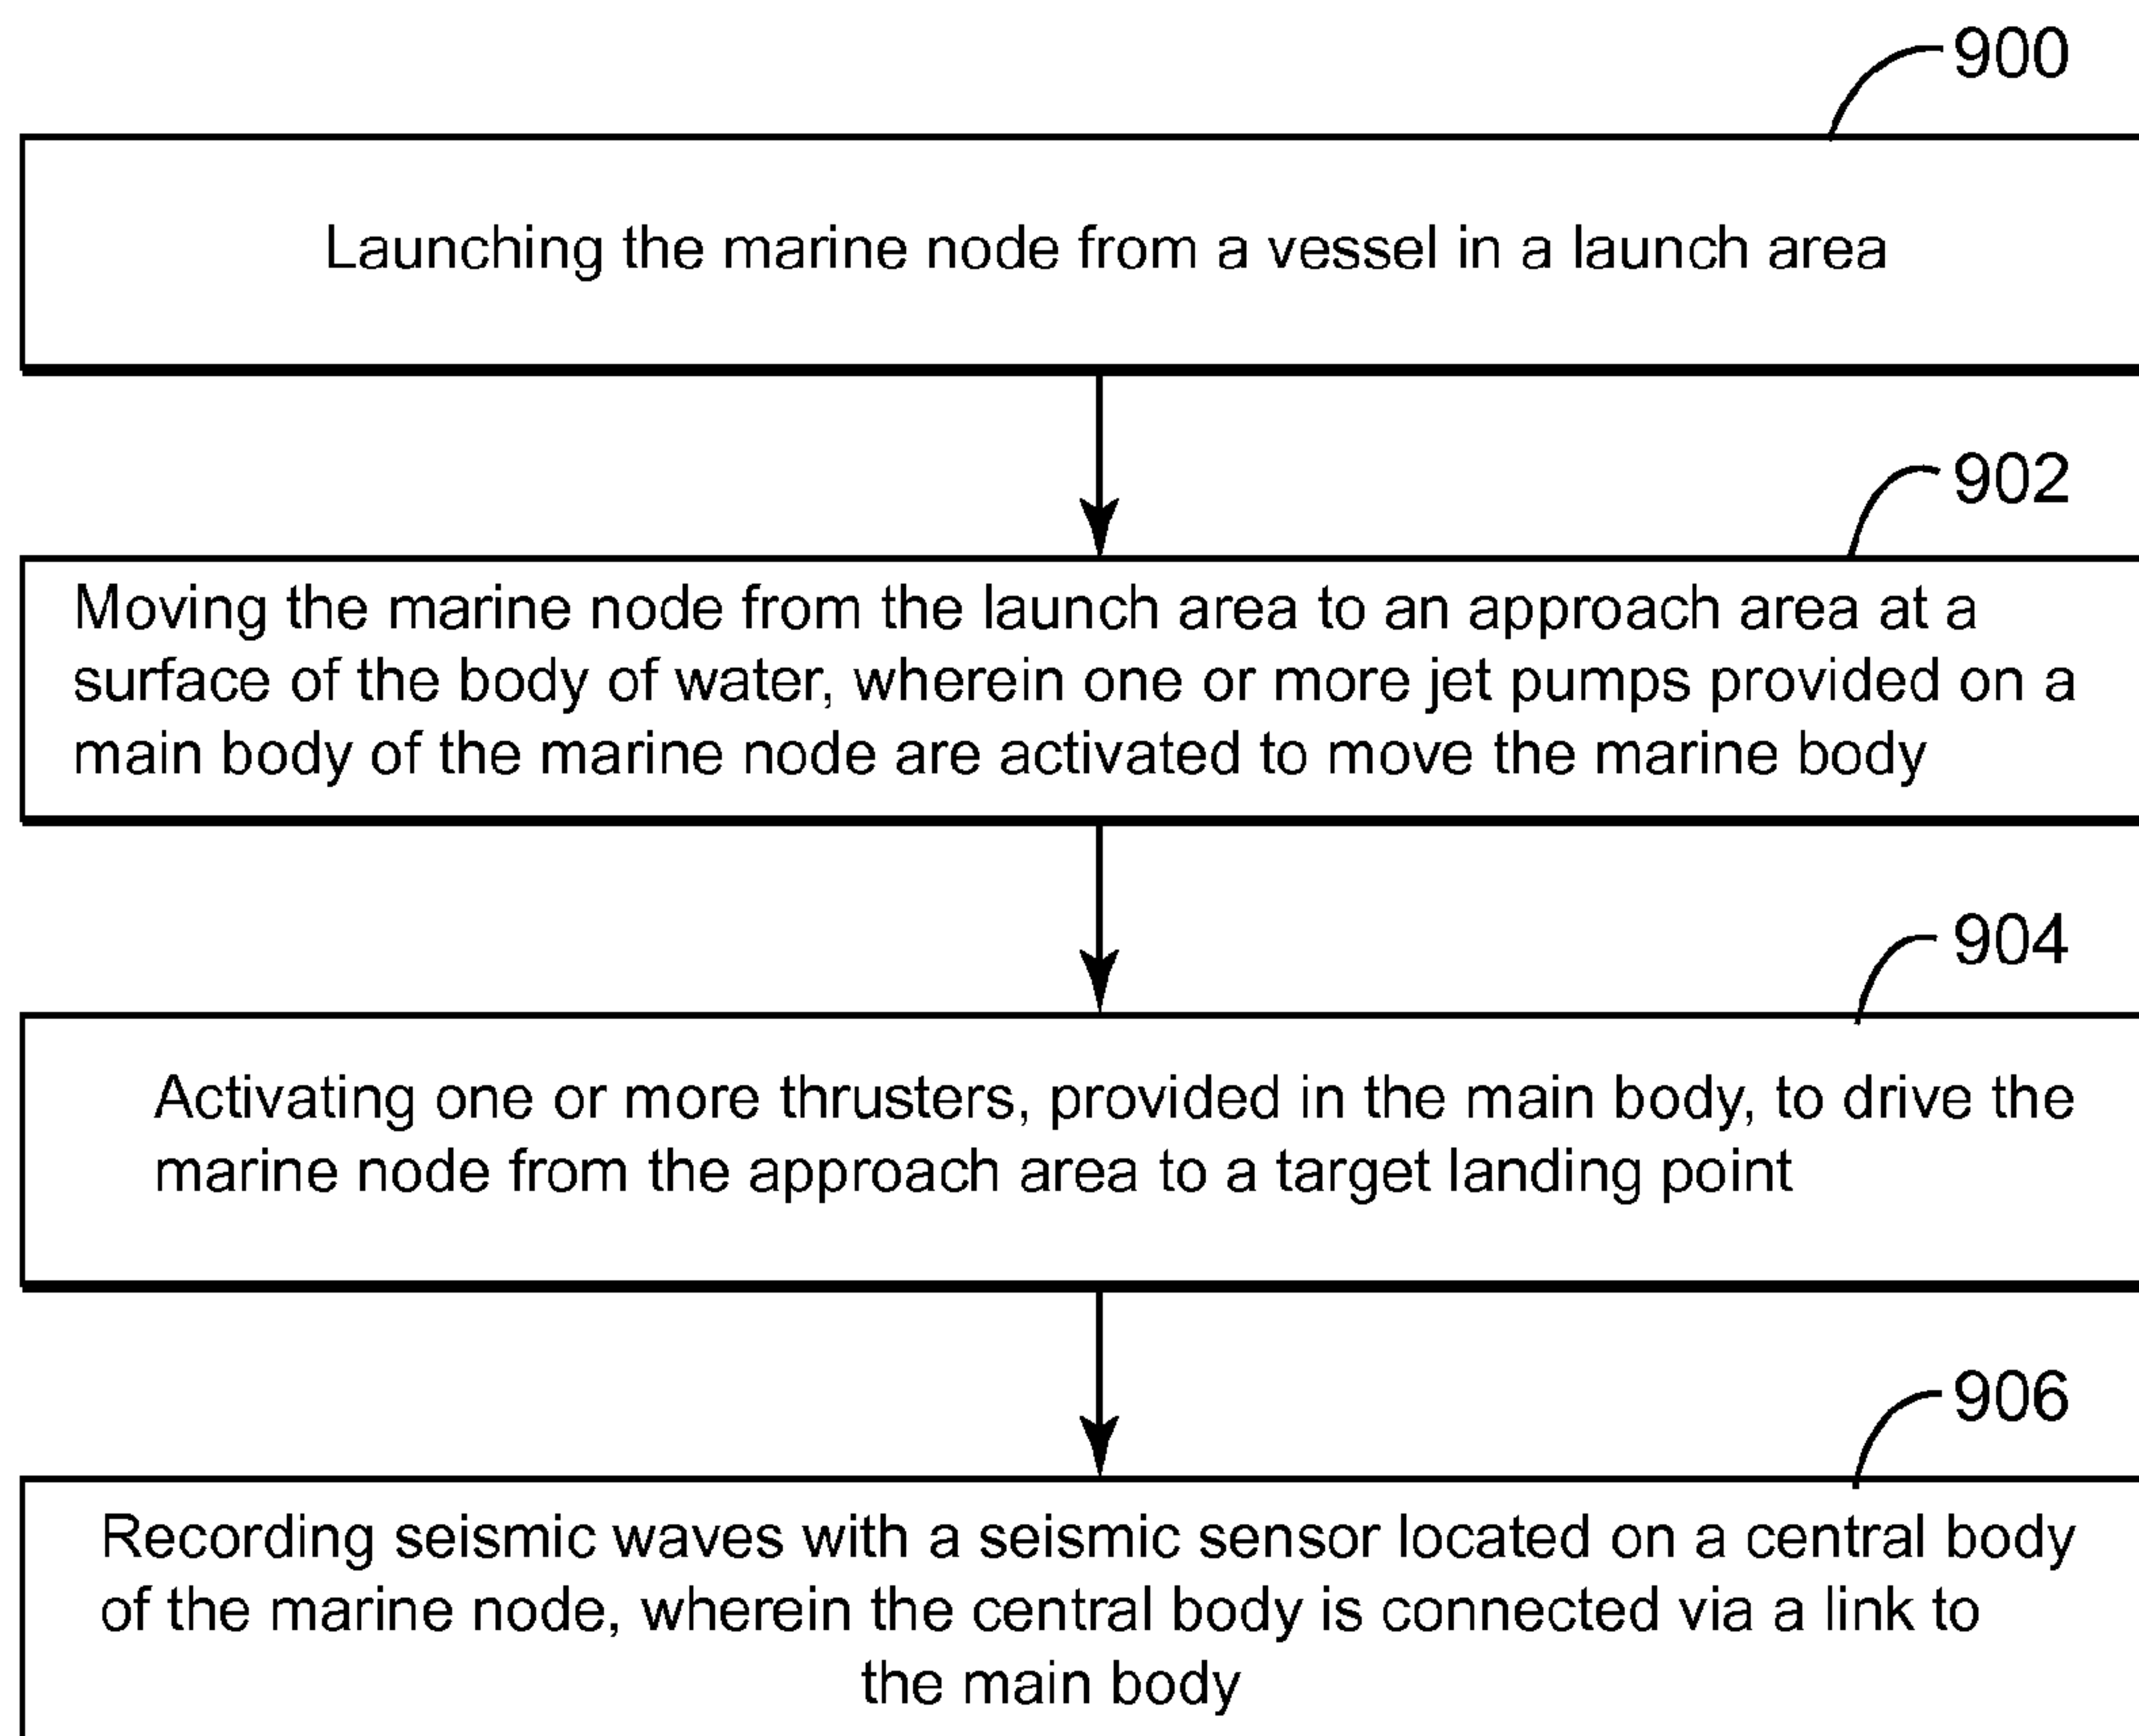 900
Launching the marine node from a vessel in a launch area
902
Moving the marine node from the launch area to an approach area at a
surface of the body of water, wherein one or more jet pumps provided on a
main body of the marine node are activated to move the marine body
904
Activating one or more thrusters, provided in the main body, to drive the
marine node from the approach area to a target landing point
906
Recording seismic waves with a seismic sensor located on a central body
of the marine node, wherein the central body is connected via a link to
the main body